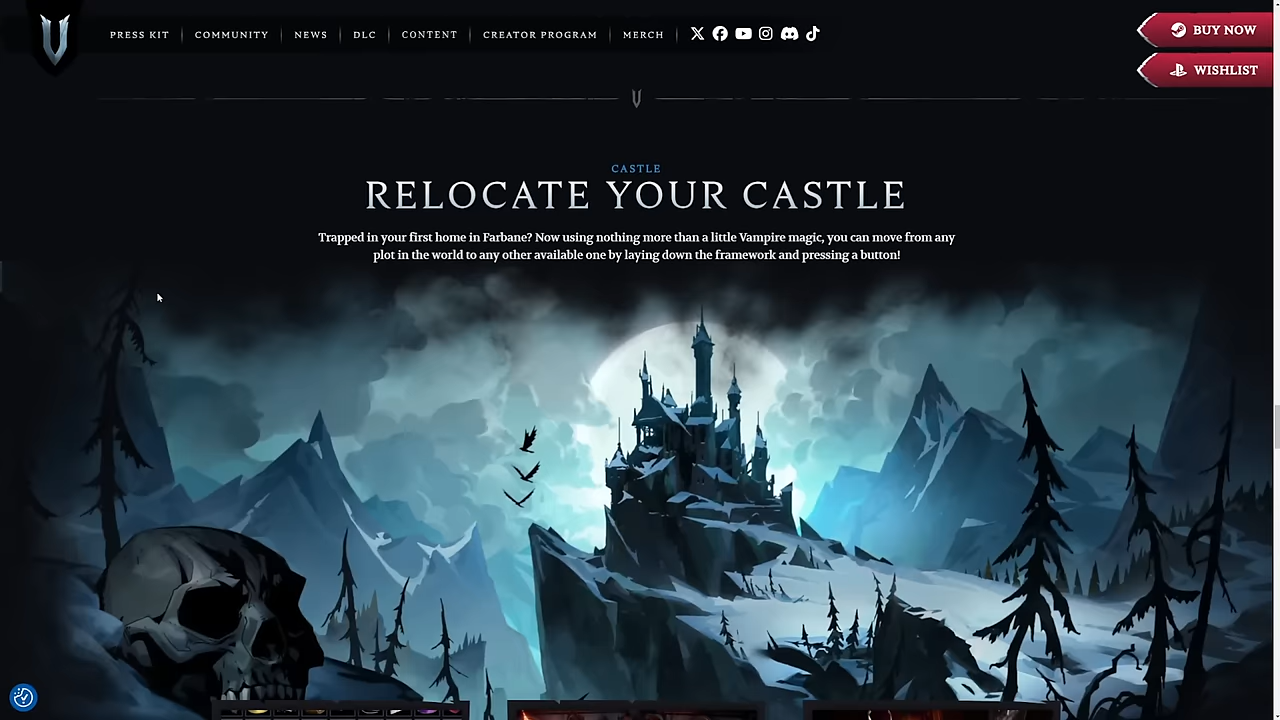 PRESS KIT
COMMUNITY
NEWS
DLC
CONTENT
CREATOR PROGRAM
MERCH
BUY NOW
WISHLIST
CASTLE
RELOCATE YOUR CASTLE
Trapped in your first home in Farbane? Now using nothing more than a little Vampire magic, you can move from any
plot in the world to any other available one by laying down the framework and pressing a button!